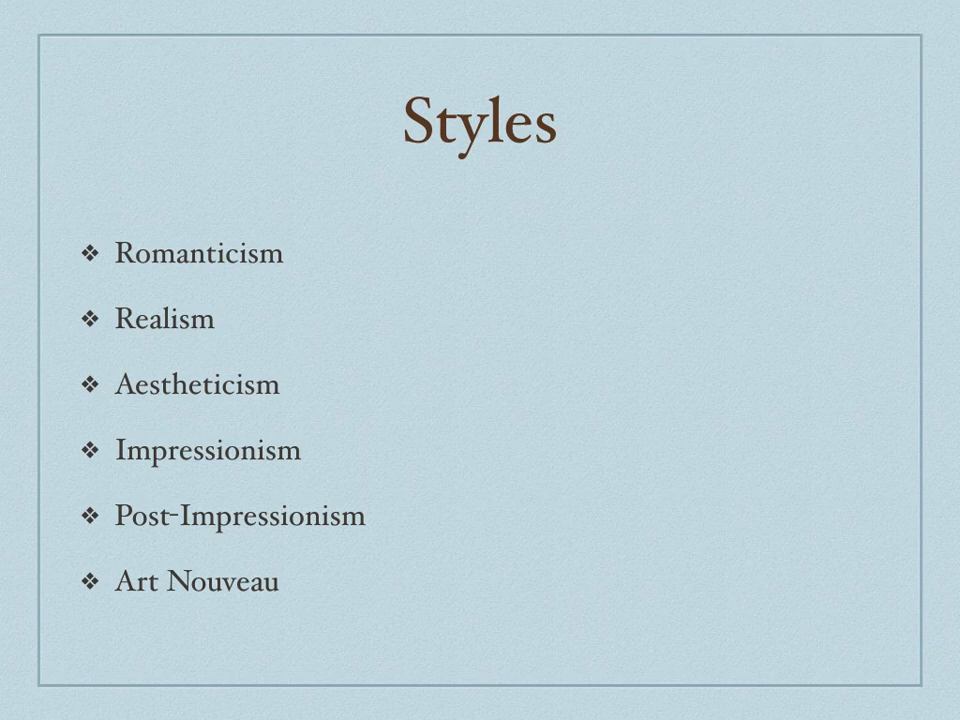 Styles
❖ Romanticism
❖ Realism
❖ Aestheticism
❖ Impressionism
❖ Post-Impressionism
❖ Art Nouveau